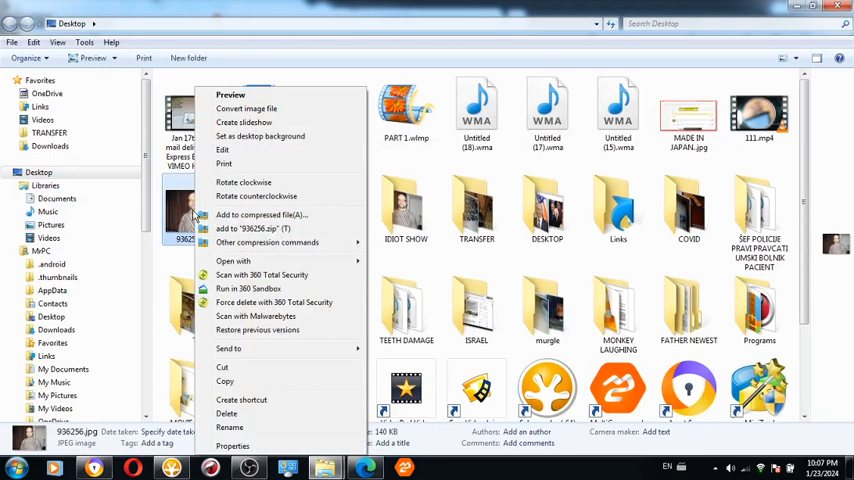 Desktop
Search Desktop
File Edit View Tools Help
Organize Preview Print New folder
Favorites
OneDrive
Links
Videos
TRANSFER
Downloads
Desktop
Libraries
Documents
Music
Pictures
Videos
MrPC
.android
.thumbnails
AppData
Contacts
Desktop
Downloads
Favorites
Links
My Documents
My Music
My Pictures
My Videos
Jan 17th
mail deliv
Express E
VIMEO H
936256
MOVIE
Preview
Convert image file
Create slideshow
Set as desktop background
Edit
Print
Rotate clockwise
Rotate counterclockwise
Add to compressed file(A)...
add to "936256.zip" (T)
Other compression commands
Open with
Scan with 360 Total Security
Run in 360 Sandbox
Force delete with 360 Total Security
Scan with Malwarebytes
Restore previous versions
Send to
Cut
Copy
Create shortcut
Delete
Rename
Properties
PART 1.wlmp
Untitled
(18).wma
Untitled
(17).wma
Untitled
(15).wma
MADE IN
JAPAN..jpg
111.mp4
WMA WMA WMA
IDIOT SHOW
TRANSFER
DESKTOP
Links
COVID
ŠEF POLICIJE
PRAVI PRAVCATI
UMSKI BOLNIK
PACIENT
TEETH DAMAGE
ISRAEL
murgle
MONKEY
LAUGHING
FATHER NEWEST
Programs
936256.jpg Date taken: Specify date
JPEG image Tags: Add a tag
140 KB
Add a title
Authors: Add an author
Comments: Add comments
Camera maker: Add text
EN
10:07 PM
1/23/2024